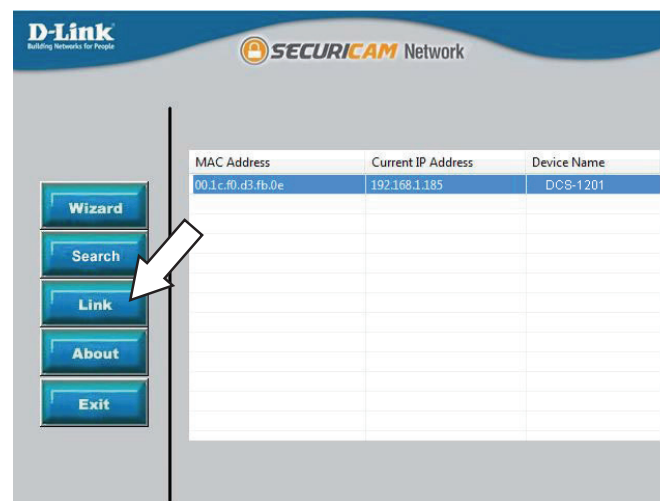 D-Link
Building Networks for People
SECURICAM Network
MAC Address Current IP Address Device Name
00.1c.f0.d3.fb.0e 192.168.1.185 DCS-1201
Wizard
Search
Link
About
Exit